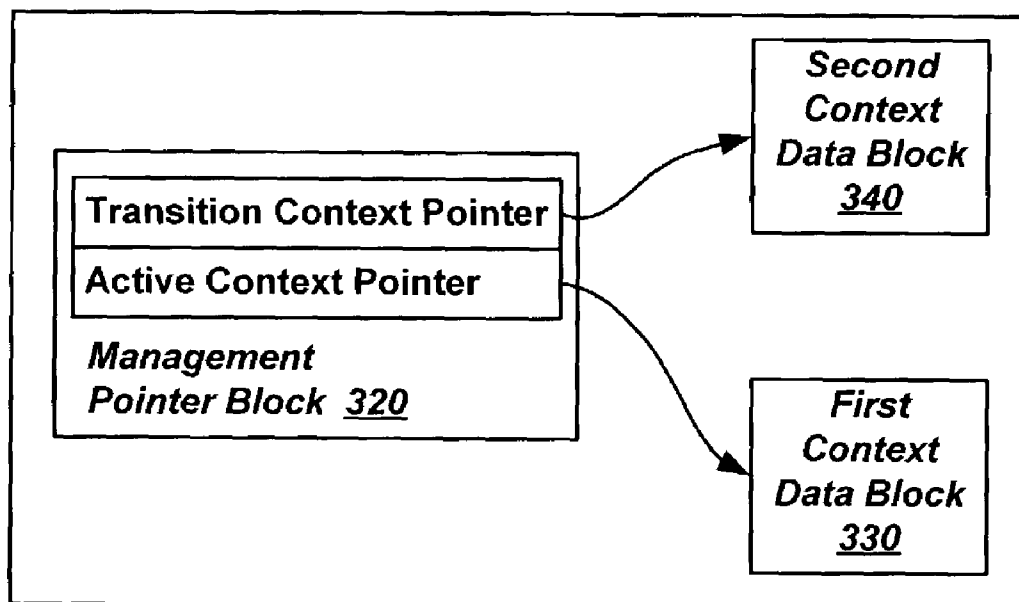 Transition Context Pointer
Active Context Pointer
Management
Pointer Block 320
Second
Context
Data Block
340
First
Context
Data Block
330